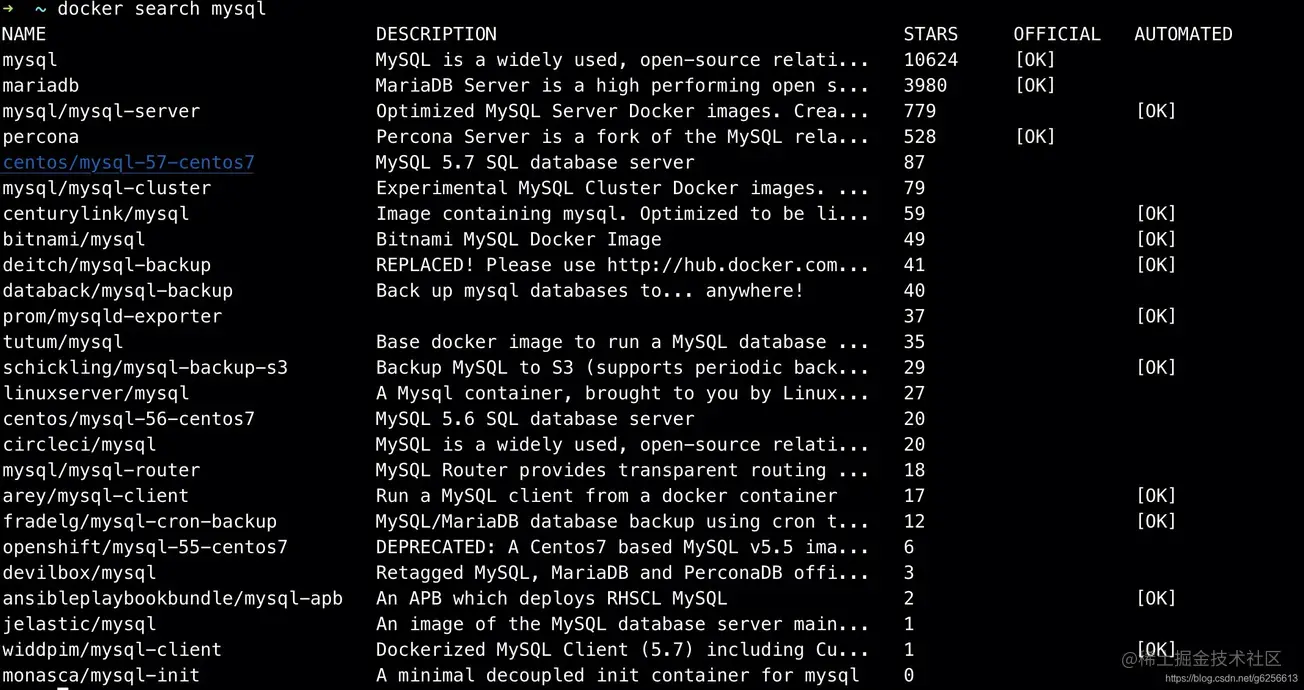 → ~ docker search mysql
NAME DESCRIPTION STARS OFFICIAL AUTOMATED
mysql MySQL is a widely used, open-source relati... 10624 [OK]
mariadb MariaDB Server is a high performing open s... 3980 [OK]
mysql/mysql-server Optimized MySQL Server Docker images. Crea... 779 [OK]
percona Percona Server is a fork of the MySQL rela... 528 [OK]
centos/mysql-57-centos7 MySQL 5.7 SQL database server 87
mysql/mysql-cluster Experimental MySQL Cluster Docker images. ... 79
centurylink/mysql Image containing mysql. Optimized to be li... 59 [OK]
bitnami/mysql Bitnami MySQL Docker Image 49 [OK]
deitch/mysql-backup REPLACED! Please use http://hub.docker.com... 41 [OK]
databack/mysql-backup Back up mysql databases to... anywhere! 40
prom/mysqld-exporter 37 [OK]
tutum/mysql Base docker image to run a MySQL database ... 35
schickling/mysql-backup-s3 Backup MySQL to S3 (supports periodic back... 29 [OK]
linuxserver/mysql A Mysql container, brought to you by Linux... 27
centos/mysql-56-centos7 MySQL 5.6 SQL database server 20
circleci/mysql MySQL is a widely used, open-source relati... 20
mysql/mysql-router MySQL Router provides transparent routing ... 18
arey/mysql-client Run a MySQL client from a docker container 17 [OK]
fradelg/mysql-cron-backup MySQL/MariaDB database backup using cron t... 12 [OK]
openshift/mysql-55-centos7 DEPRECATED: A Centos7 based MySQL v5.5 ima... 6
devilbox/mysql Retagged MySQL, MariaDB and PerconaDB offi... 3
ansibleplaybookbundle/mysql-apb An APB which deploys RHSCL MySQL 2 [OK]
jelastic/mysql An image of the MySQL database server main... 1
widdpim/mysql-client Dockerized MySQL Client (5.7) including Cu... 1 [OK]
@稀土掘金技术社区
monasca/mysql-init A minimal decoupled init container for mysql 0
https://blog.csdn.net/g6256613